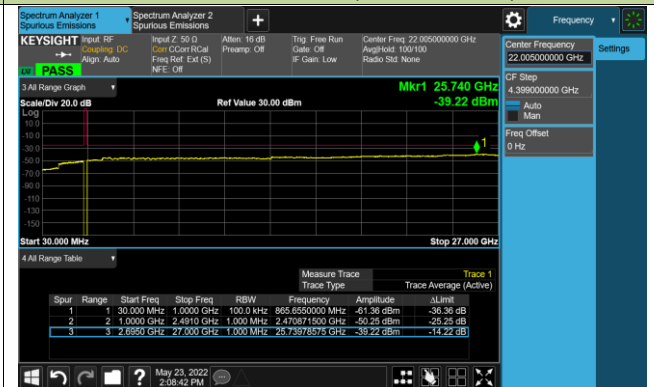 Spectrum Analyzer 1
Spurious Emissions
Spectrum Analyzer 2
Spurious Emissions
Frequency
KEYSIGHT
Input: RF
Coupling: DC
Align: Auto
Input Z: 50 Ω
Corr CCorr RCal
Freq Ref: Ext (S)
NFE: Off
Atten: 16 dB
Preamp: Off
Trig: Free Run
Gate: Off
IF Gain: Low
Center Freq: 22.005000000 GHz
Avg|Hold: 100/100
Radio Std: None
PASS
Center Frequency
22.005000000 GHz
Settings
CF Step
4.399000000 GHz
Auto
Man
Freq Offset
0 Hz
3 All Range Graph
Mkr1 25.740 GHz
-39.22 dBm
Scale/Div 20.0 dB
Ref Value 30.00 dBm
Log
10.0
-10.0
-30.0
-50.0
-70.0
-90.0
-110
-130
-150
1
Start 30.000 MHz
Stop 27.000 GHz
4 All Range Table
Measure Trace Trace 1
Trace Type Trace Average (Active)
Spur Range Start Freq Stop Freq RBW Frequency Amplitude ΔLimit
1 1 30.000 MHz 1.0000 GHz 100.0 kHz 865.6550000 MHz -61.36 dBm -36.36 dB
2 2 1.0000 GHz 2.4910 GHz 1.000 MHz 2.470871500 GHz -50.25 dBm -25.25 dB
3 3 2.6950 GHz 27.000 GHz 1.000 MHz 25.73978575 GHz -39.22 dBm -14.22 dB
May 23, 2022
2:08:42 PM